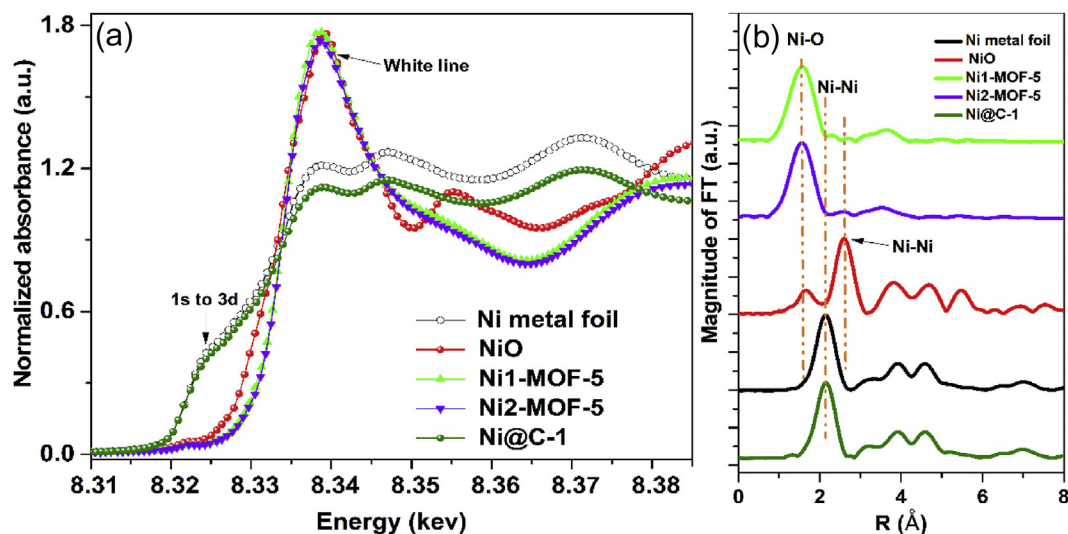 (a)
1.8
1.2
0.6
0.0
Normalized absorbance (a.u.)
White line
1s to 3d
Ni metal foil
NiO
Ni1-MOF-5
Ni2-MOF-5
Ni@C-1
8.31 8.32 8.33 8.34 8.35 8.36 8.37 8.38
Energy (kev)
(b)
Ni-O
Ni-Ni
Ni metal foil
NiO
Ni1-MOF-5
Ni2-MOF-5
Ni@C-1
Ni-Ni
Magnitude of FT (a.u.)
0 2 4 6 8
R (Å)